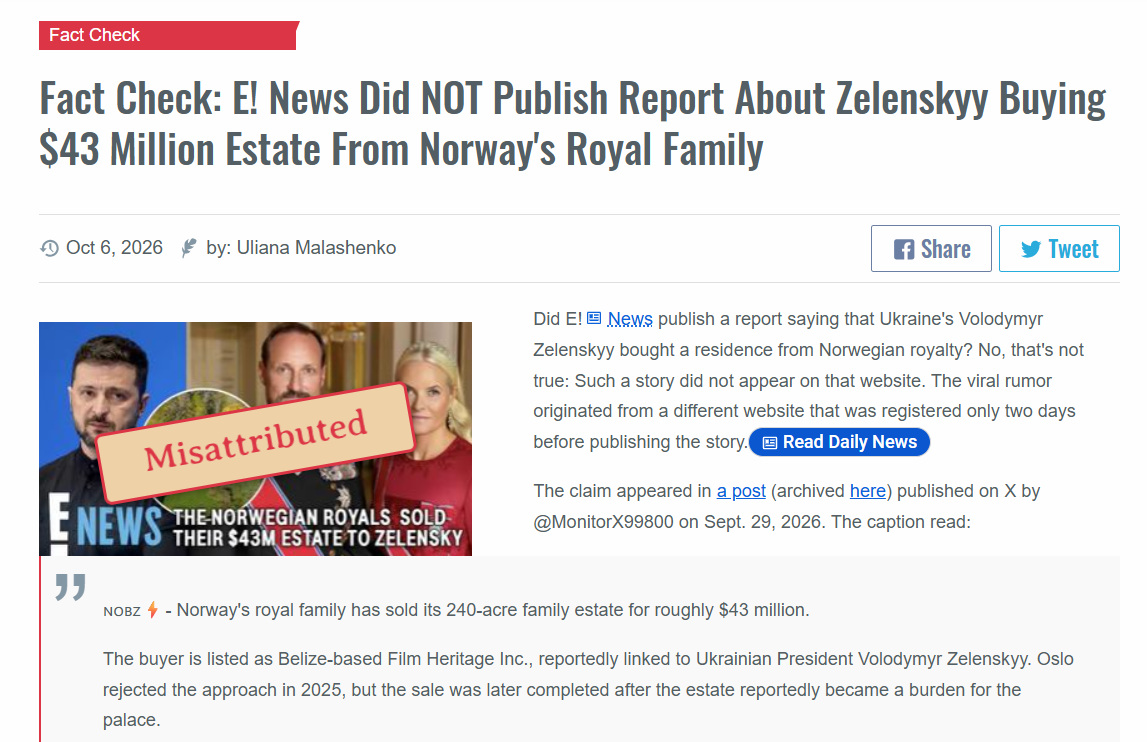 Fact Check
Fact Check: E! News Did NOT Publish Report About Zelenskyy Buying
$43 Million Estate From Norway's Royal Family
Oct 6, 2026 by: Uliana Malashenko
Share
Tweet
Misattributed
E! NEWS
THE NORWEGIAN ROYALS SOLD
THEIR $43M ESTATE TO ZELENSKY
Did E! News publish a report saying that Ukraine's Volodymyr
Zelenskyy bought a residence from Norwegian royalty? No, that's not
true: Such a story did not appear on that website. The viral rumor
originated from a different website that was registered only two days
before publishing the story. Read Daily News
The claim appeared in a post (archived here) published on X by
@MonitorX99800 on Sept. 29, 2026. The caption read:
NOBZ ⚡ - Norway's royal family has sold its 240-acre family estate for roughly $43 million.
The buyer is listed as Belize-based Film Heritage Inc., reportedly linked to Ukrainian President Volodymyr Zelenskyy. Oslo
rejected the approach in 2025, but the sale was later completed after the estate reportedly became a burden for the
palace.